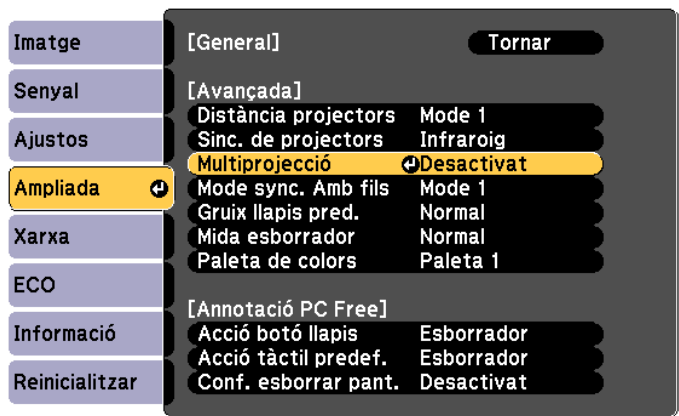 Imatge
Senyal
Ajustos
Ampliada
Xarxa
ECO
Informació
Reinicialitzar
[General] Tornar
[Avançada]
Distància projectors Mode 1
Sinc. de projectors Infraroig
Multiprojecció Desactivat
Mode sync. Amb fils Mode 1
Gruix llapis pred. Normal
Mida esborrador Normal
Paleta de colors Paleta 1
[Annotació PC Free]
Acció botó llapis Esborrador
Acció tàctil predef. Esborrador
Conf. esborrar pant. Desactivat